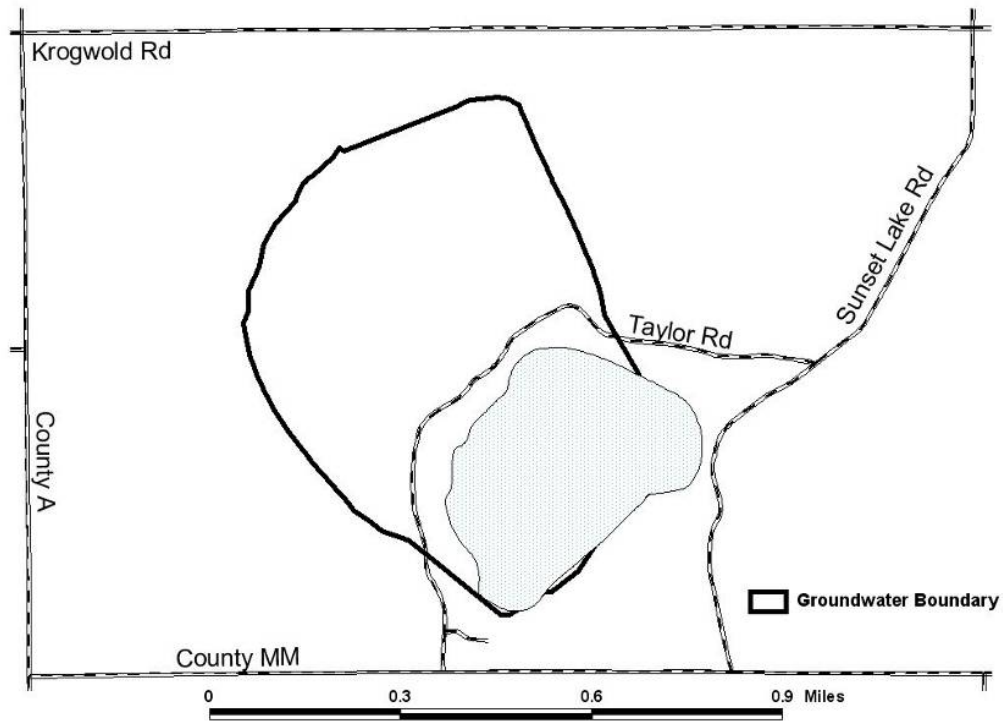 Krogwold Rd
Sunset Lake Rd
Taylor Rd
County A
Groundwater Boundary
County MM
0 0.3 0.6 0.9 Miles